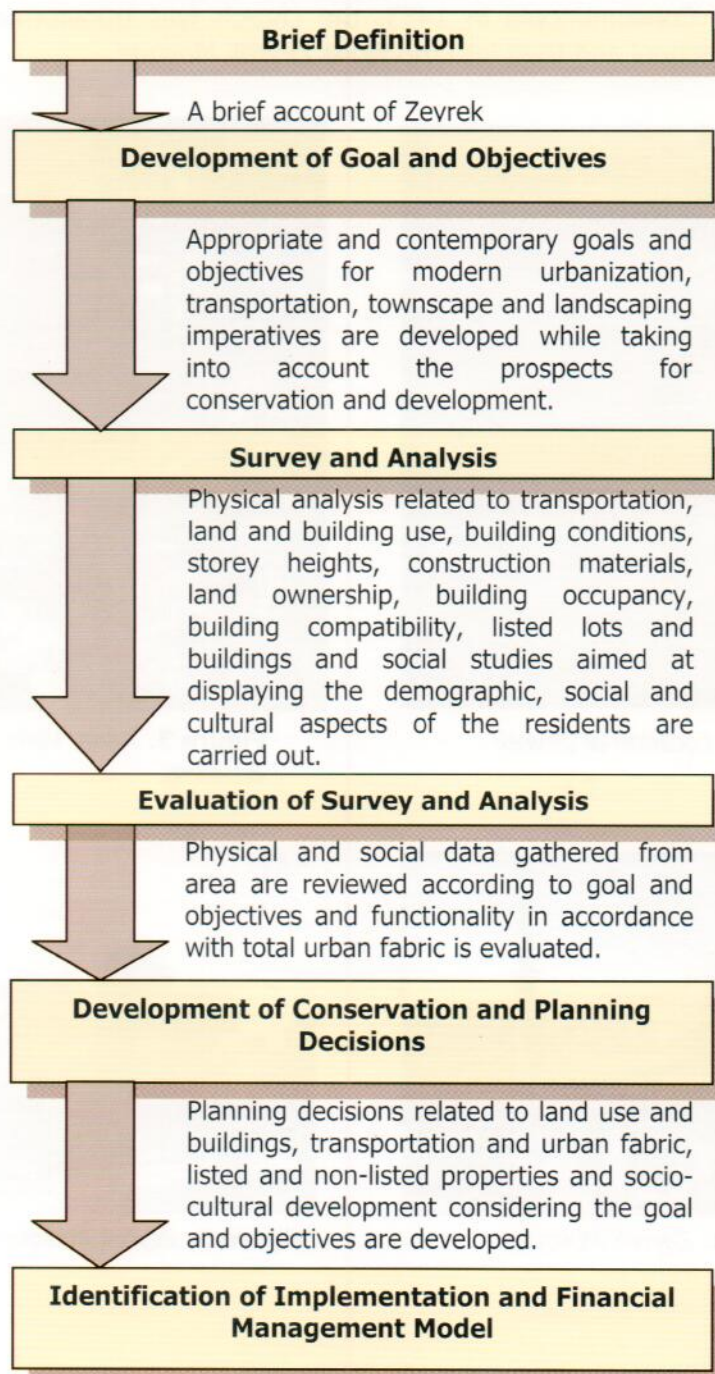 Brief Definition
A brief account of Zeyrek
Development of Goal and Objectives
Appropriate and contemporary goals and
objectives for modern urbanization,
transportation, townscape and landscaping
imperatives are developed while taking
into account the prospects for
conservation and development.
Survey and Analysis
Physical analysis related to transportation,
land and building use, building conditions,
storey heights, construction materials,
land ownership, building occupancy,
building compatibility, listed lots and
buildings and social studies aimed at
displaying the demographic, social and
cultural aspects of the residents are
carried out.
Evaluation of Survey and Analysis
Physical and social data gathered from
area are reviewed according to goal and
objectives and functionality in accordance
with total urban fabric is evaluated.
Development of Conservation and Planning
Decisions
Planning decisions related to land use and
buildings, transportation and urban fabric,
listed and non-listed properties and socio-
cultural development considering the goal
and objectives are developed.
Identification of Implementation and Financial
Management Model